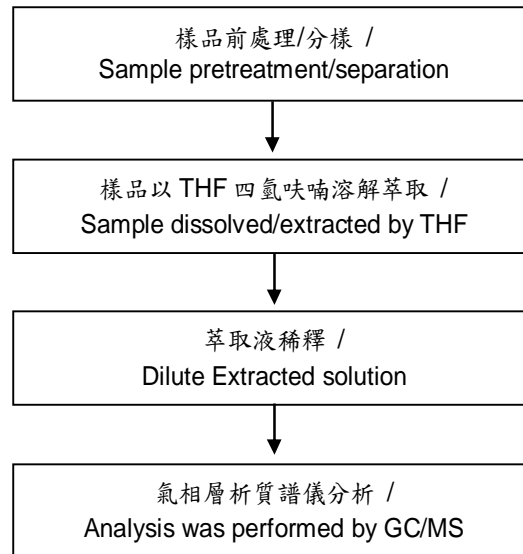 樣品前處理/分樣 /
Sample pretreatment/separation
樣品以 THF 四氫呋喃溶解萃取 /
Sample dissolved/extracted by THF
萃取液稀釋 /
Dilute Extracted solution
氣相層析質譜儀分析 /
Analysis was performed by GC/MS